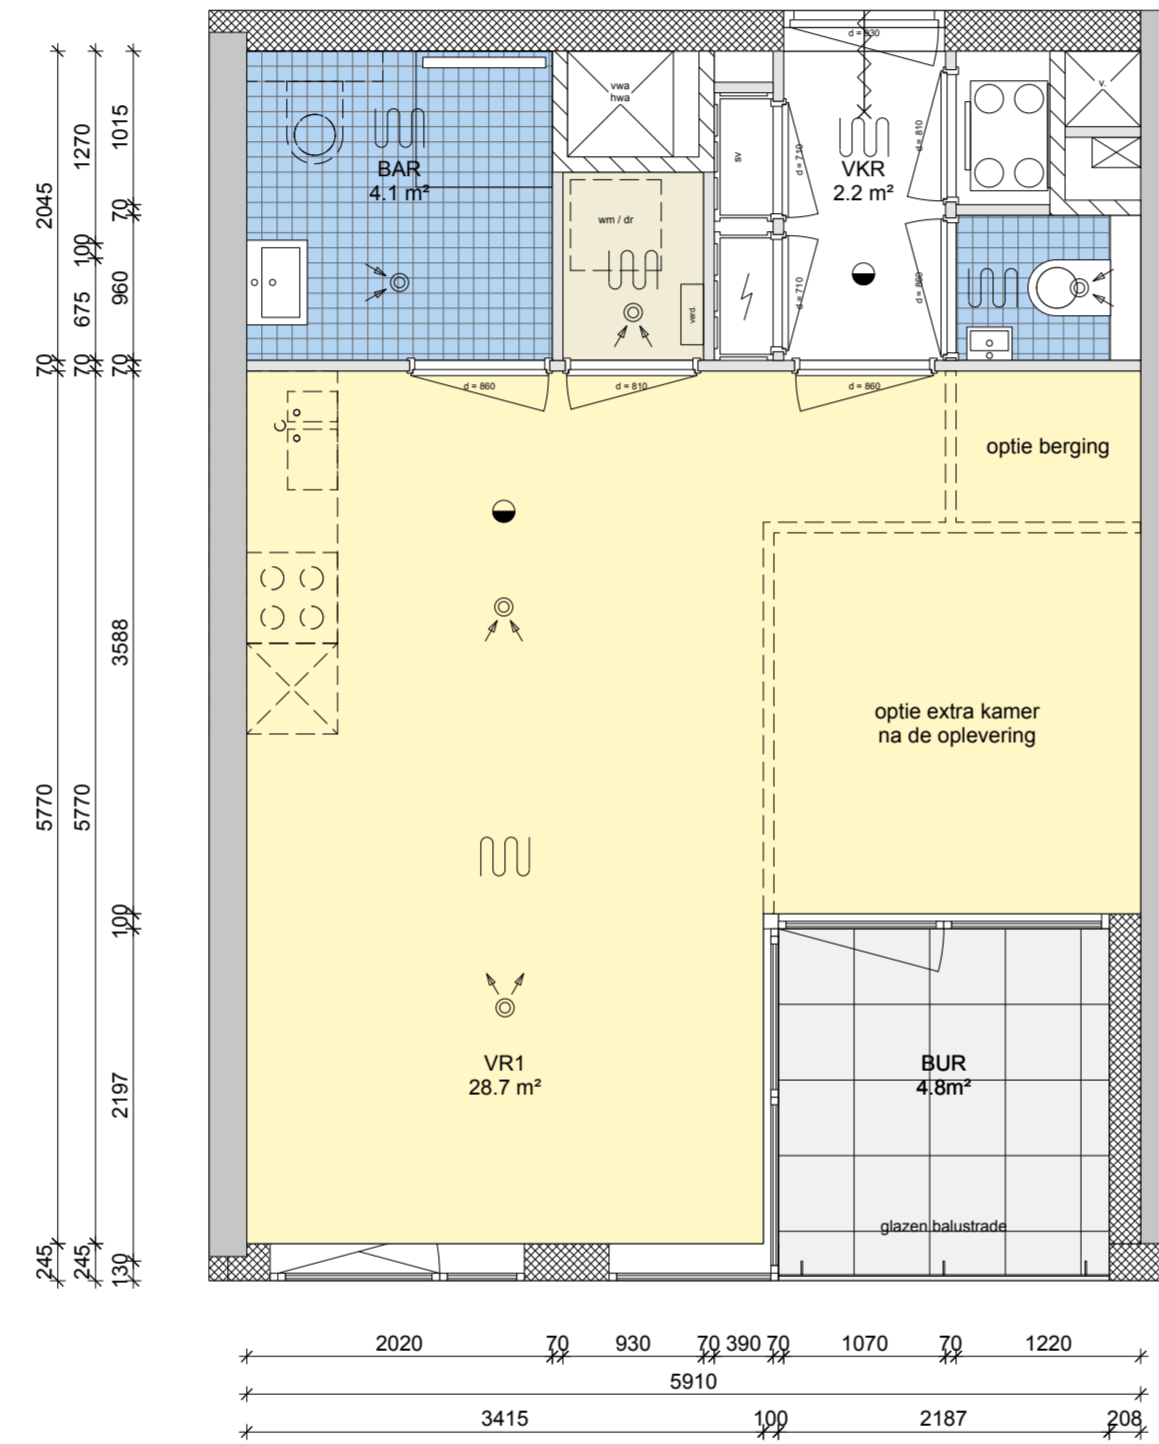 d = 930
vwa
hwa
v.
BAR
4.1 m²
sv
d = 710
VKR
2.2 m²
d = 810
wm / dr
verd.
d = 710
d = 860
d = 860
d = 810
d = 860
optie berging
optie extra kamer
na de oplevering
VR1
28.7 m²
BUR
4.8m²
glazen balustrade
2045
70
5770
245
1270
100
675
70
5770
245
1015
70
960
70
3588
100
2197
130
2020
70
930
70
390
70
1070
70
1220
5910
3415
100
2187
208